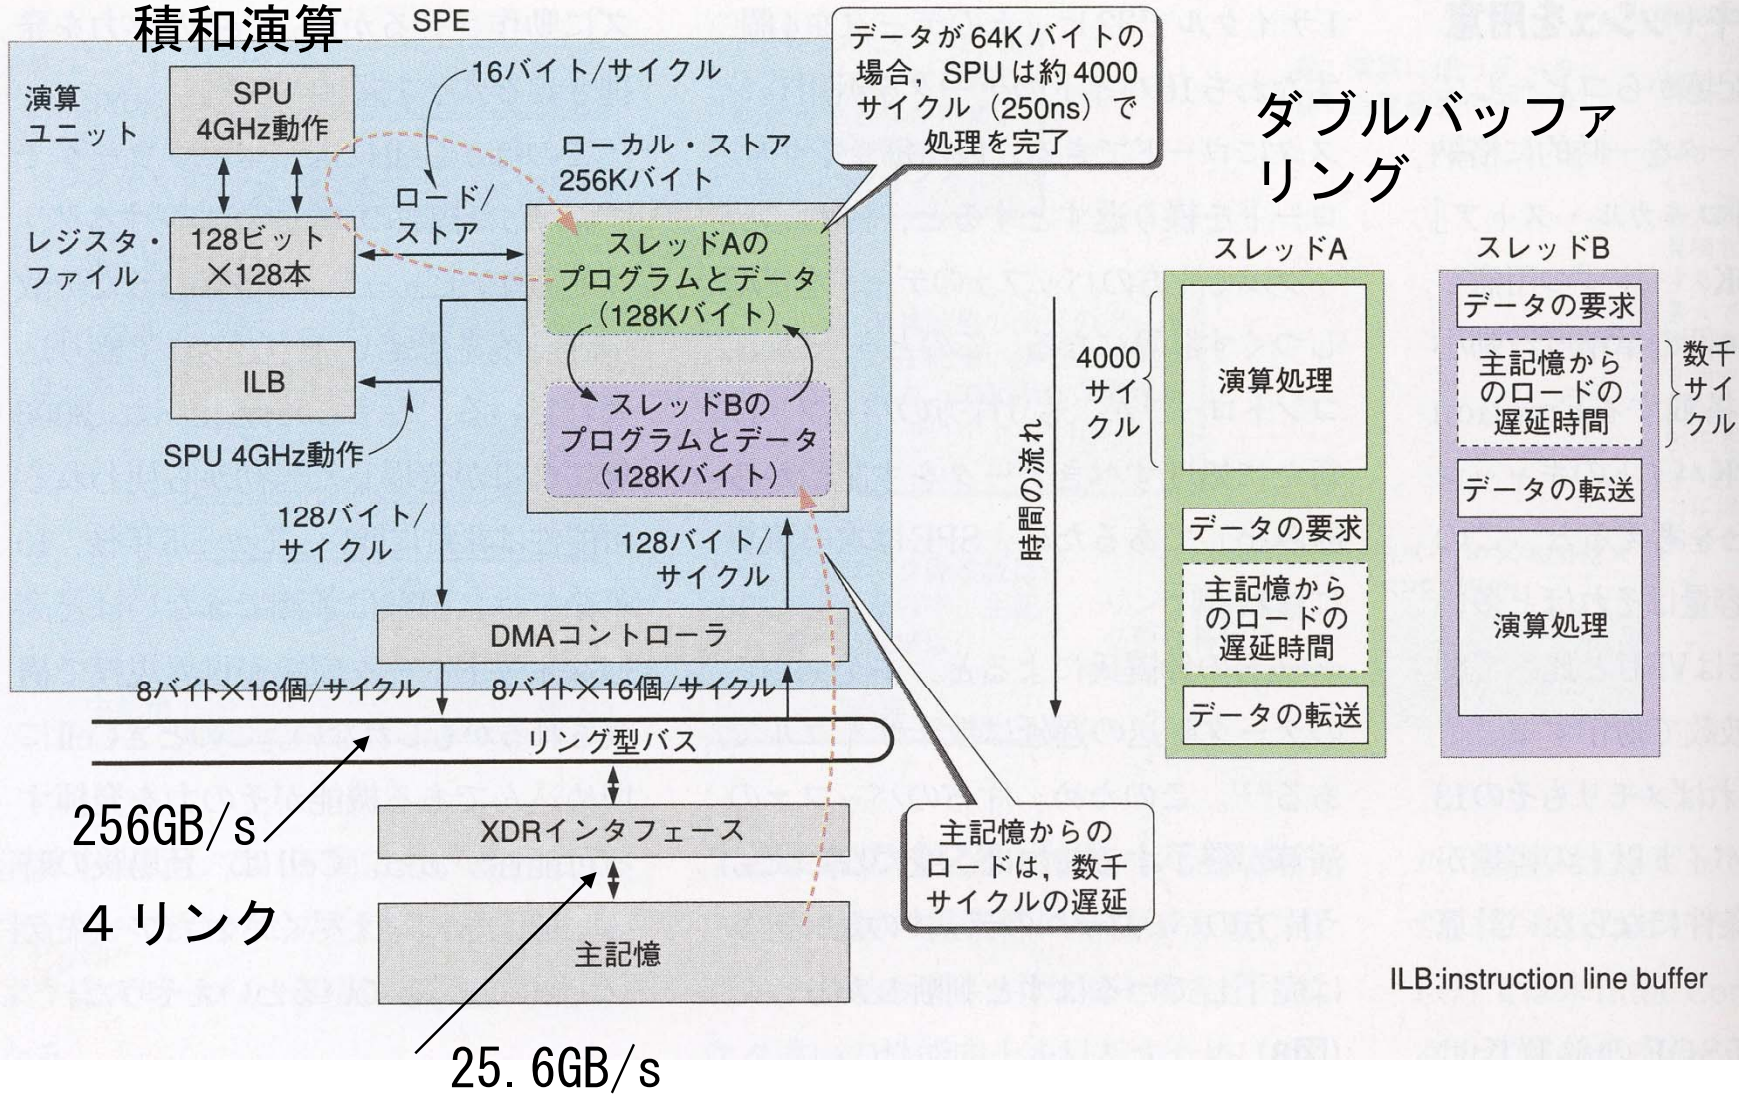 積和演算
SPE
演算
ユニット
SPU
4GHz動作
16バイト/サイクル
データが64Kバイトの
場合，SPUは約4000
サイクル（250ns）で
処理を完了
ローカル・ストア
256Kバイト
ロード/
ストア
レジスタ・
ファイル
128ビット
×128本
スレッドAの
プログラムとデータ
（128Kバイト）
ILB
スレッドBの
プログラムとデータ
（128Kバイト）
SPU 4GHz動作
128バイト/
サイクル
128バイト/
サイクル
DMAコントローラ
8バイト×16個/サイクル
8バイト×16個/サイクル
リング型バス
256GB/s
XDRインタフェース
主記憶からの
ロードは，数千
サイクルの遅延
４リンク
主記憶
25.6GB/s
ダブルバッファ
リング
スレッドA
スレッドB
時間の流れ
4000
サイ
クル
演算処理
データの要求
主記憶から
のロードの
遅延時間
データの転送
データの要求
主記憶から
のロードの
遅延時間
数千
サイ
クル
データの転送
演算処理
ILB:instruction line buffer